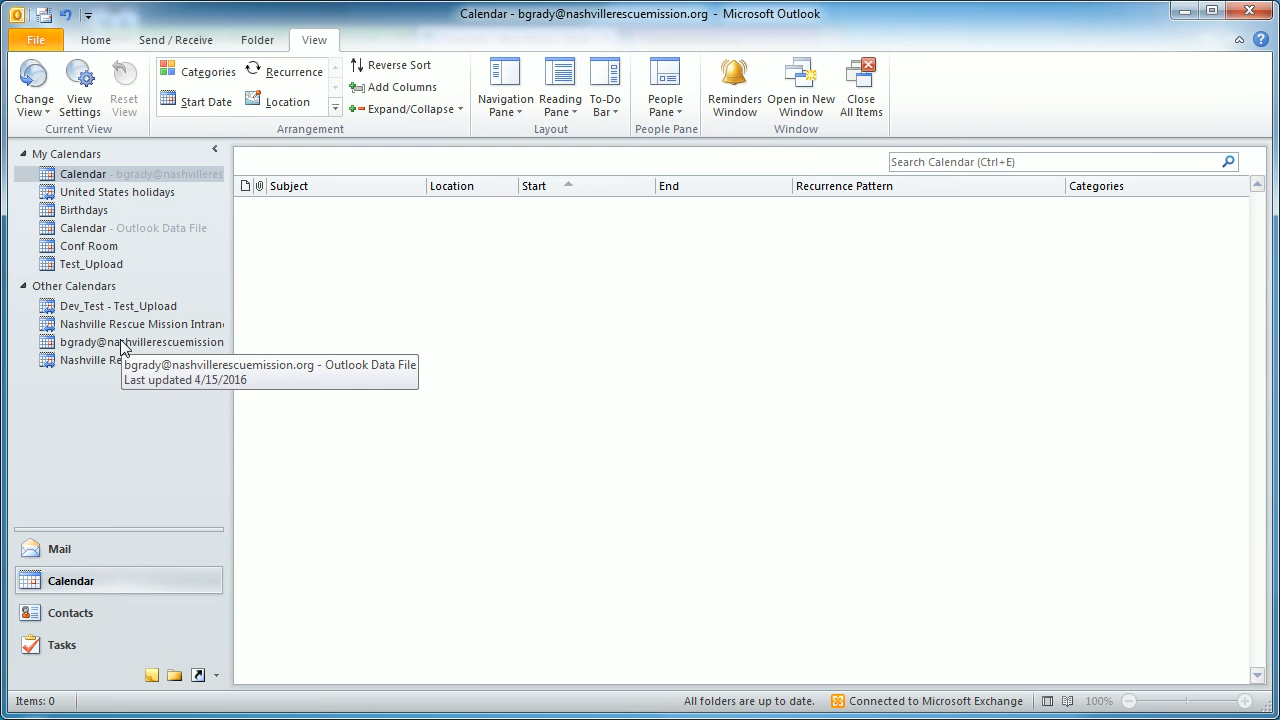 Calendar - bgrady@nashvillerescuemission.org - Microsoft Outlook
File Home Send / Receive Folder View
Change View View Settings Reset View
Current View
Categories Recurrence
Start Date Location
Arrangement
Reverse Sort
Add Columns
Expand/Collapse
Navigation Pane Reading Pane To-Do Bar
Layout
People Pane
People Pane
Reminders Window Open in New Window Close All Items
Window
My Calendars
Calendar - bgrady@nashvilleres
United States holidays
Birthdays
Calendar - Outlook Data File
Conf Room
Test_Upload
Other Calendars
Dev_Test - Test_Upload
Nashville Rescue Mission Intran
bgrady@nashvillerescuemission
Nashville Re
bgrady@nashvillerescuemission.org - Outlook Data File
Last updated 4/15/2016
Search Calendar (Ctrl+E)
Subject Location Start End Recurrence Pattern Categories
Mail
Calendar
Contacts
Tasks
Items: 0 All folders are up to date. Connected to Microsoft Exchange 100%